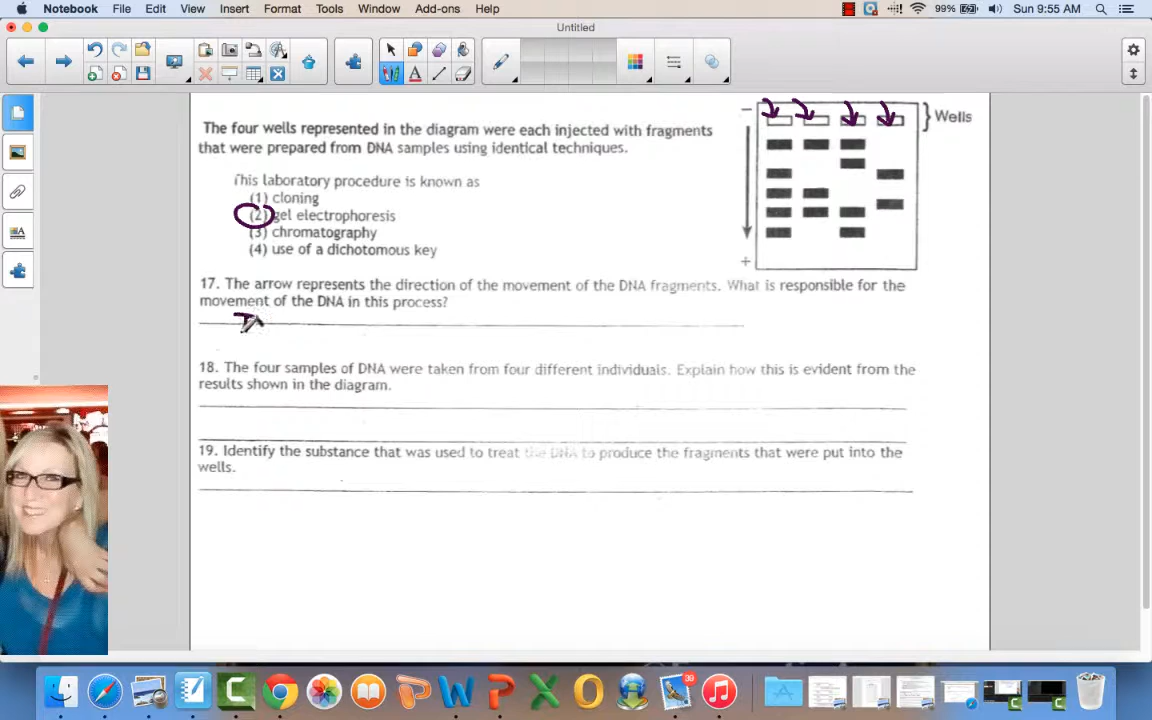 Notebook File Edit View Insert Format Tools Window Add-ons Help 99% Sun 9:55 AM
Untitled
The four wells represented in the diagram were each injected with fragments
that were prepared from DNA samples using identical techniques.
This laboratory procedure is known as
(1) cloning
(2) gel electrophoresis
(3) chromatography
(4) use of a dichotomous key
− Wells
+
17. The arrow represents the direction of the movement of the DNA fragments. What is responsible for the
movement of the DNA in this process?
18. The four samples of DNA were taken from four different individuals. Explain how this is evident from the
results shown in the diagram.
19. Identify the substance that was used to treat the DNA to produce the fragments that were put into the
wells.
39